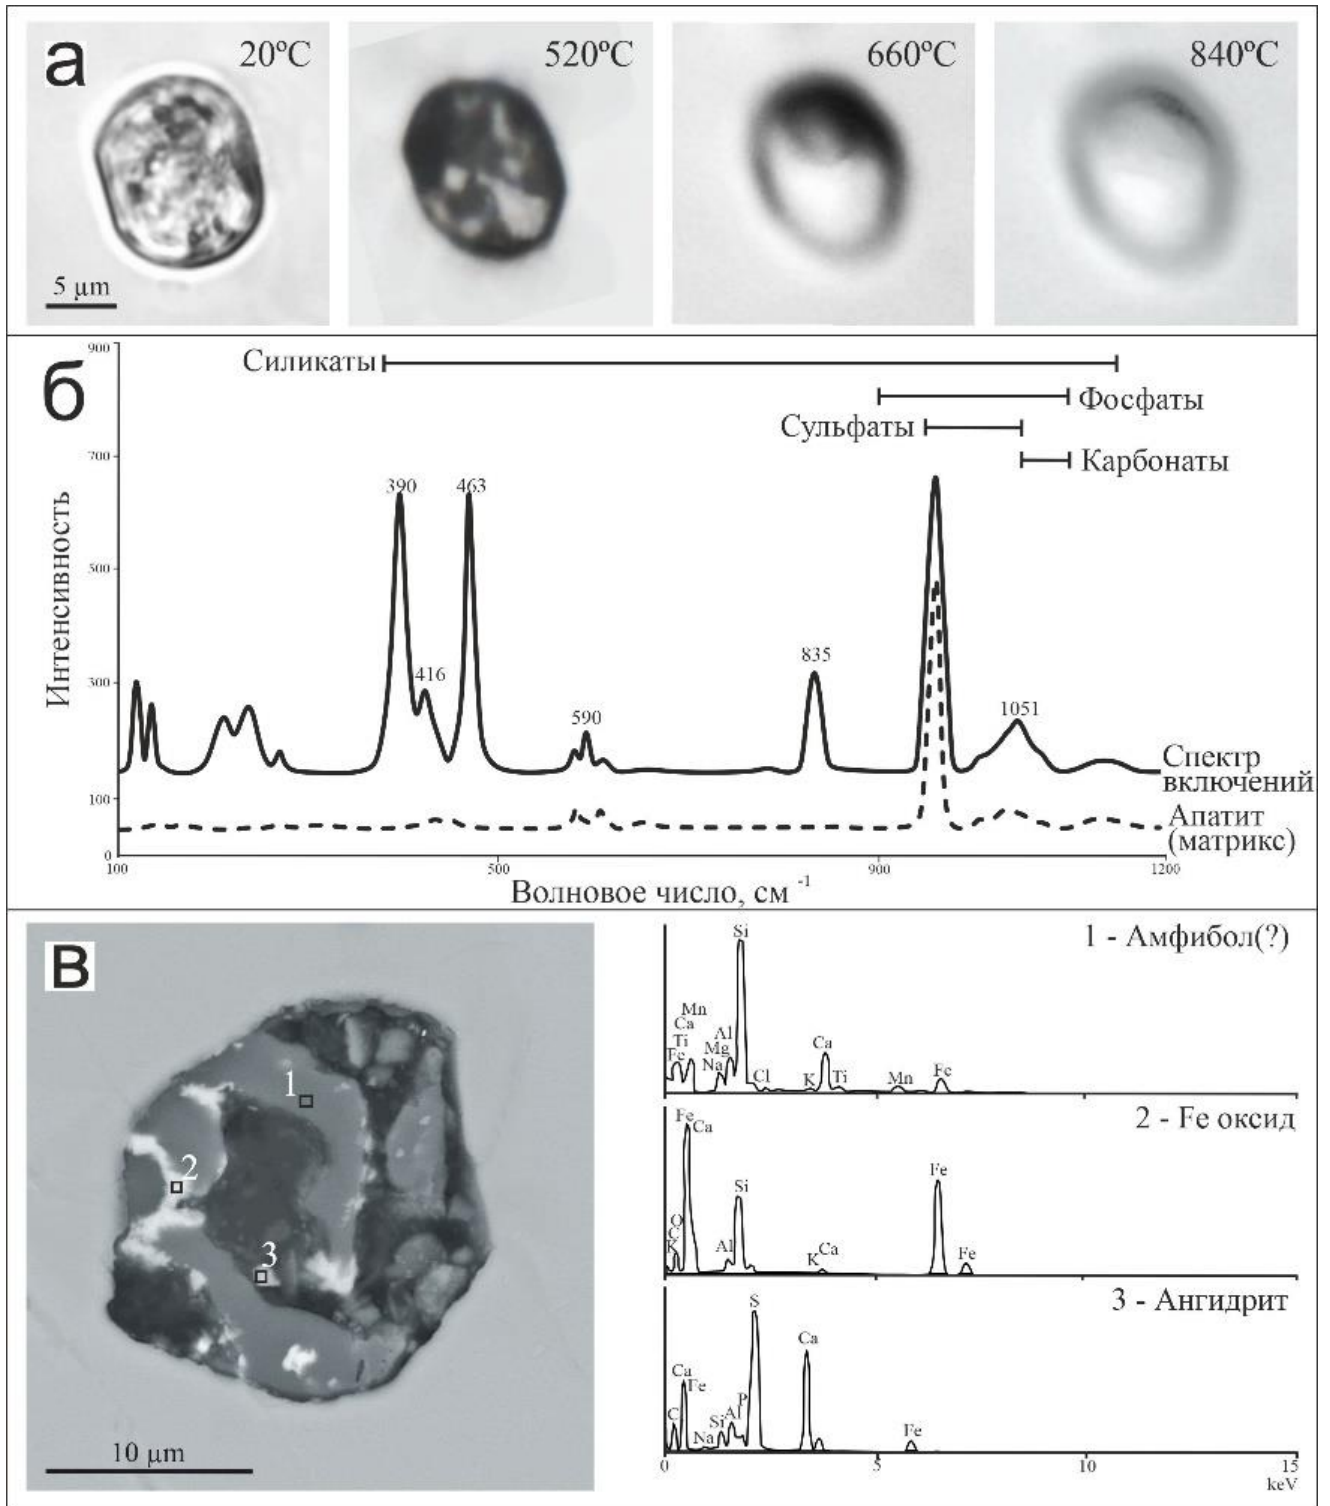 а
20ºC
520ºC
660ºC
840ºC
5 µm
б
900
Силикаты
Фосфаты
Сульфаты
Карбонаты
700
500
300
100
0
Интенсивность
390
463
416
590
835
1051
Спектр
включений
Апатит
(матрикс)
100
500
900
1200
Волновое число, см -1
в
1
2
3
10 µm
1 - Амфибол(?)
Si
Mn
Ca
Ti
Fe
Al
Mg
Na
Cl
K
Ca
Ti
Mn
Fe
2 - Fe оксид
Fe
Ca
O
C
K
Al
Si
K
Ca
Fe
Fe
3 - Ангидрит
S
Ca
Ca
Fe
C
Na
Si
Al
P
Fe
0
5
10
15
keV